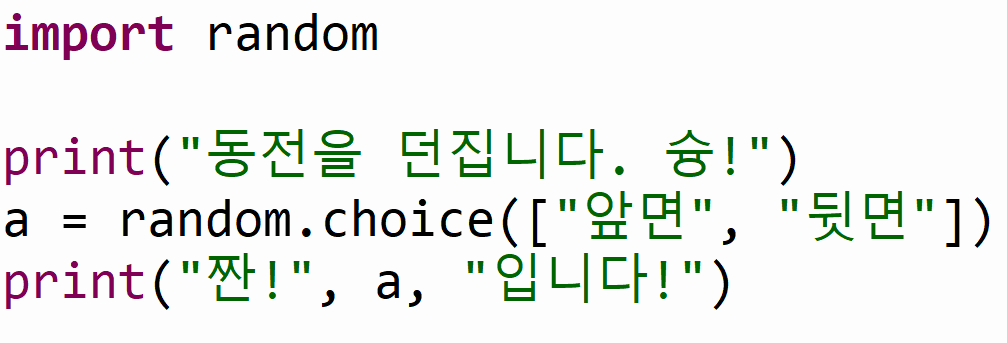 import random
print("동전을 던집니다. 슝!")
a = random.choice(["앞면", "뒷면"])
print("짠!", a, "입니다!")